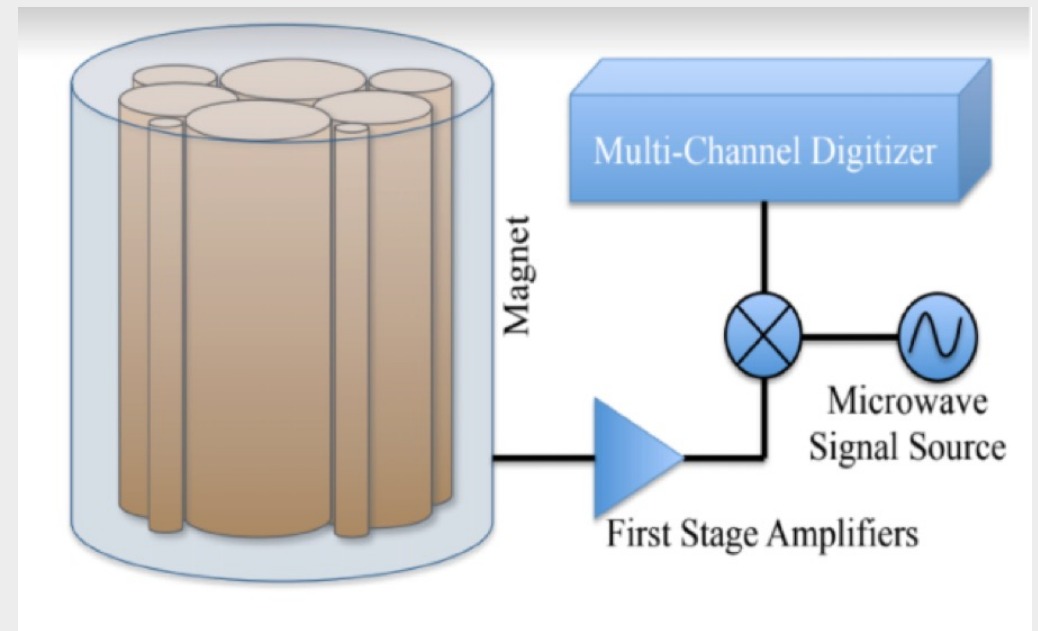 Multi-Channel Digitizer
Magnet
Microwave
Signal Source
First Stage Amplifiers